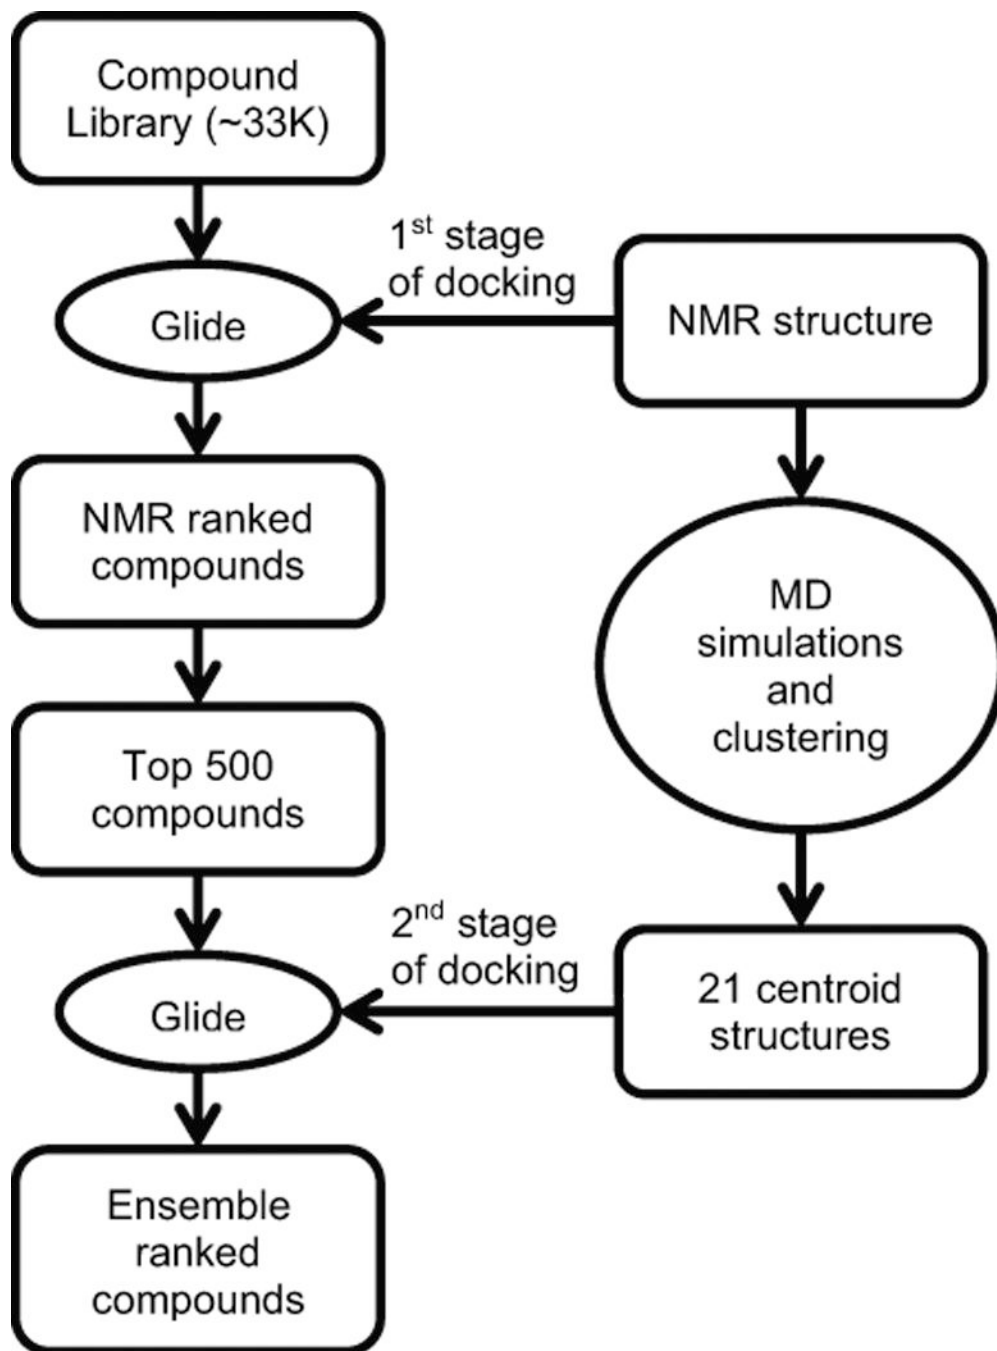 Compound
Library (~33K)
1st stage
of docking
Glide
NMR structure
NMR ranked
compounds
MD
simulations
and
clustering
Top 500
compounds
2nd stage
of docking
Glide
21 centroid
structures
Ensemble
ranked
compounds